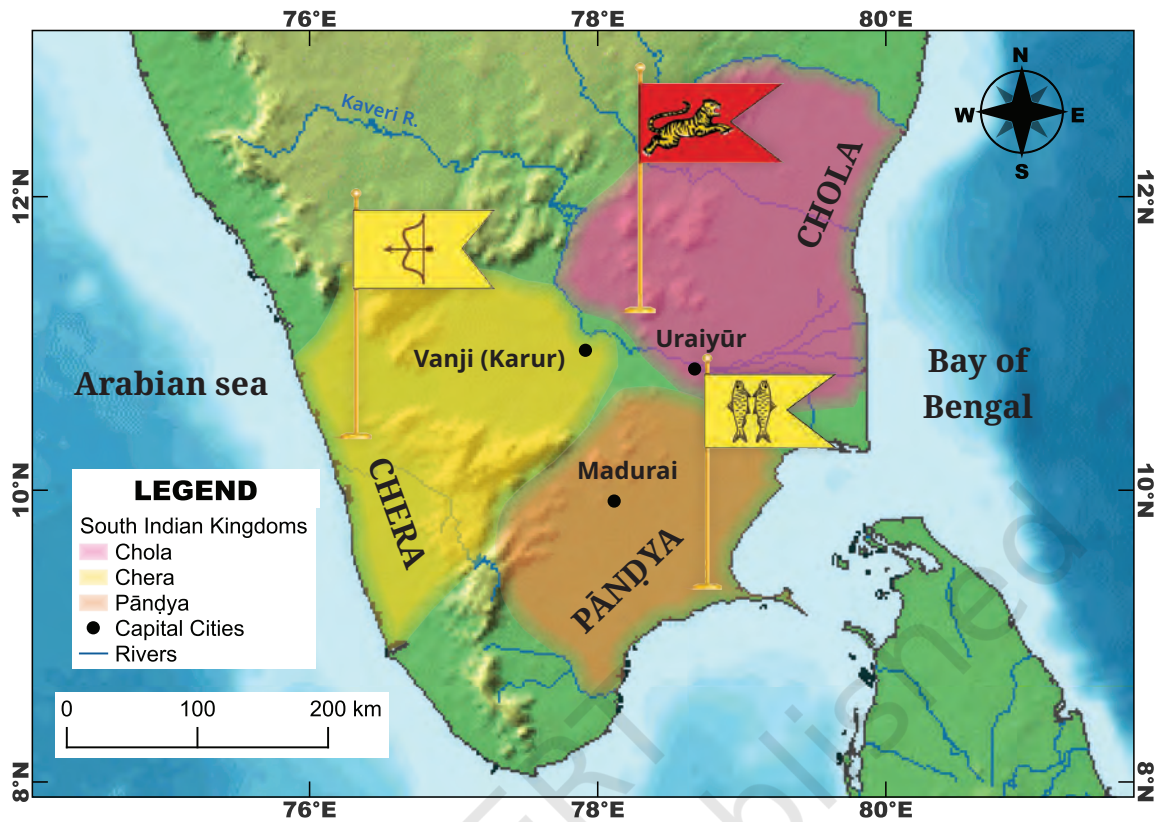 76°E
78°E
80°E
N
W
E
S
Kaveri R.
12°N
12°N
CHOLA
Uraiyūr
Vanji (Karur)
Arabian sea
Bay of
Bengal
Madurai
CHERA
PĀṆḌYA
10°N
10°N
LEGEND
South Indian Kingdoms
Chola
Chera
Pāṇḍya
Capital Cities
Rivers
0 100 200 km
8°N
8°N
76°E
78°E
80°E